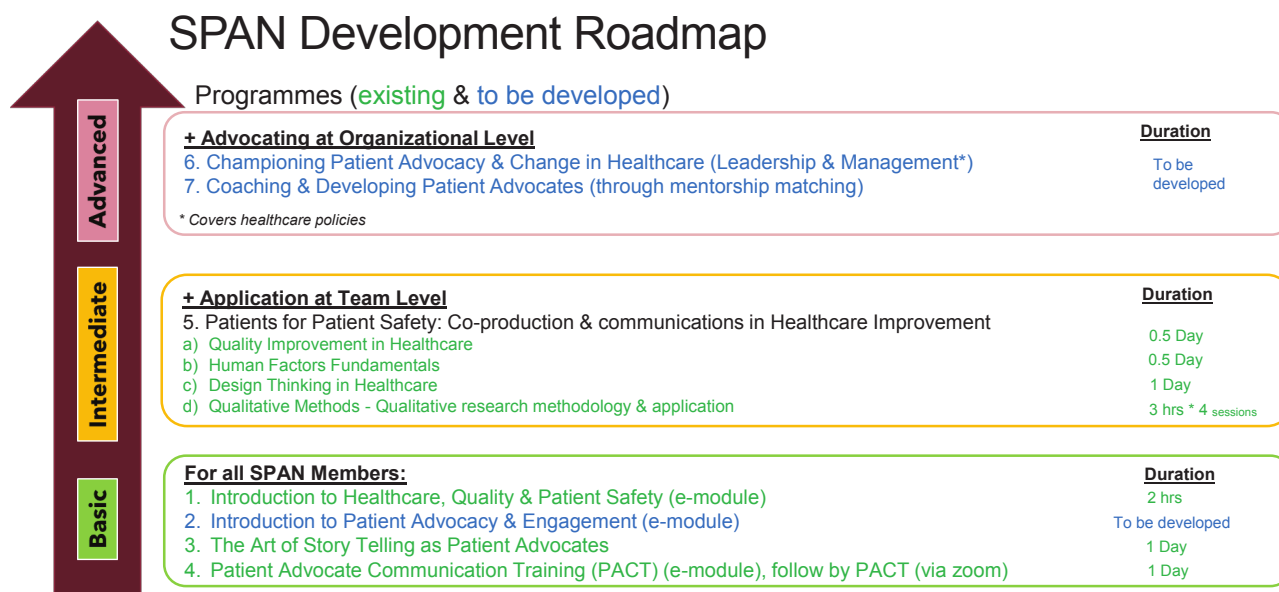 SPAN Development Roadmap
Programmes (existing & to be developed)
Advanced
+ Advocating at Organizational Level
Duration
6. Championing Patient Advocacy & Change in Healthcare (Leadership & Management*)
7. Coaching & Developing Patient Advocates (through mentorship matching)
To be
developed
* Covers healthcare policies
Intermediate
+ Application at Team Level
Duration
5. Patients for Patient Safety: Co-production & communications in Healthcare Improvement
a) Quality Improvement in Healthcare
0.5 Day
b) Human Factors Fundamentals
0.5 Day
c) Design Thinking in Healthcare
1 Day
d) Qualitative Methods - Qualitative research methodology & application
3 hrs * 4 sessions
Basic
For all SPAN Members:
Duration
1. Introduction to Healthcare, Quality & Patient Safety (e-module)
2 hrs
2. Introduction to Patient Advocacy & Engagement (e-module)
To be developed
3. The Art of Story Telling as Patient Advocates
1 Day
4. Patient Advocate Communication Training (PACT) (e-module), follow by PACT (via zoom)
1 Day